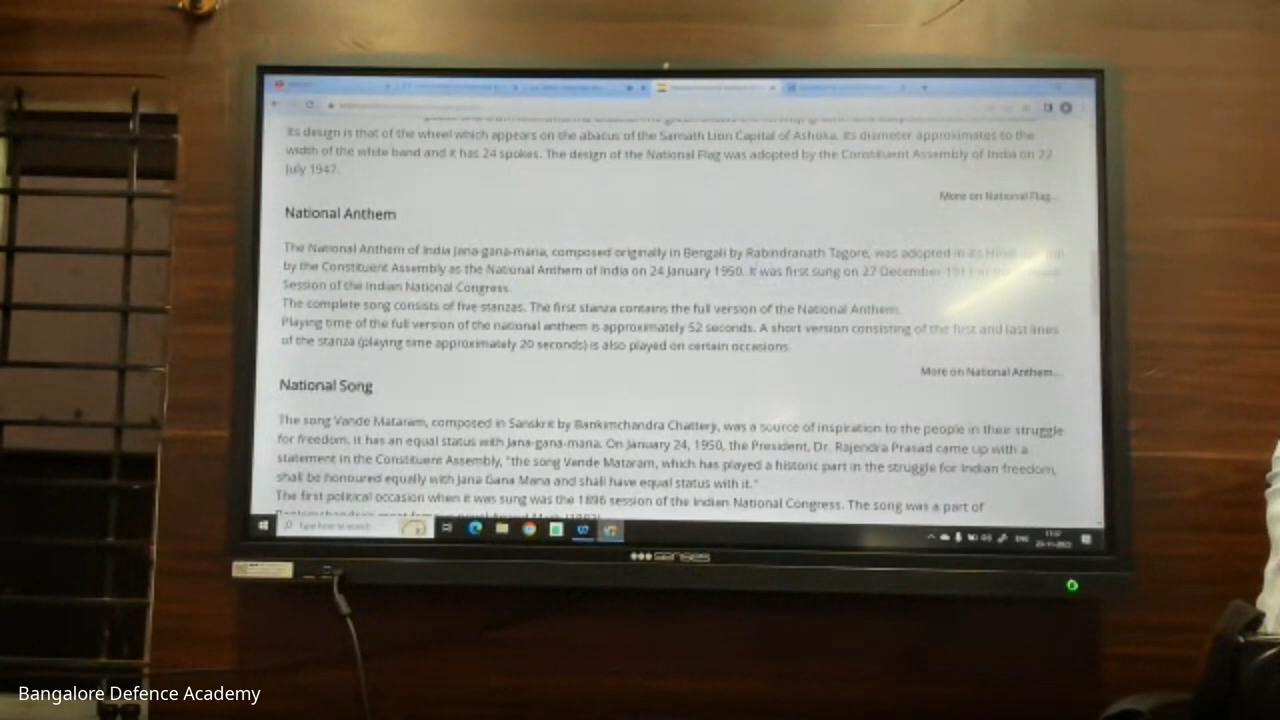 Its design is that of the wheel which appears on the abacus of the Sarnath Lion Capital of Ashoka. Its diameter approximates to the
width of the white band and it has 24 spokes. The design of the National Flag was adopted by the Constituent Assembly of India on 22
July 1947.
More on National Flag...
National Anthem
The National Anthem of India Jana-gana-mana, composed originally in Bengali by Rabindranath Tagore, was adopted in its
by the Constituent Assembly as the National Anthem of India on 24 January 1950. It was first sung on 27 December
Session of the Indian National Congress.
The complete song consists of five stanzas. The first stanza contains the full version of the National Anthem.
Playing time of the full version of the national anthem is approximately 52 seconds. A short version consisting of the first and last lines
of the stanza (playing time approximately 20 seconds) is also played on certain occasions.
More on National Anthem...
National Song
The song Vande Mataram, composed in Sanskrit by Bankimchandra Chatterji, was a source of inspiration to the people in their struggle
for freedom. It has an equal status with Jana-gana-mana. On January 24, 1950, the President, Dr. Rajendra Prasad came up with a
statement in the Constituent Assembly, "the song Vande Mataram, which has played a historic part in the struggle for Indian freedom,
shall be honoured equally with Jana Gana Mana and shall have equal status with it."
The first political occasion when it was sung was the 1896 session of the Indian National Congress. The song was a part of
Type here to search
ENG
senses
Bangalore Defence Academy